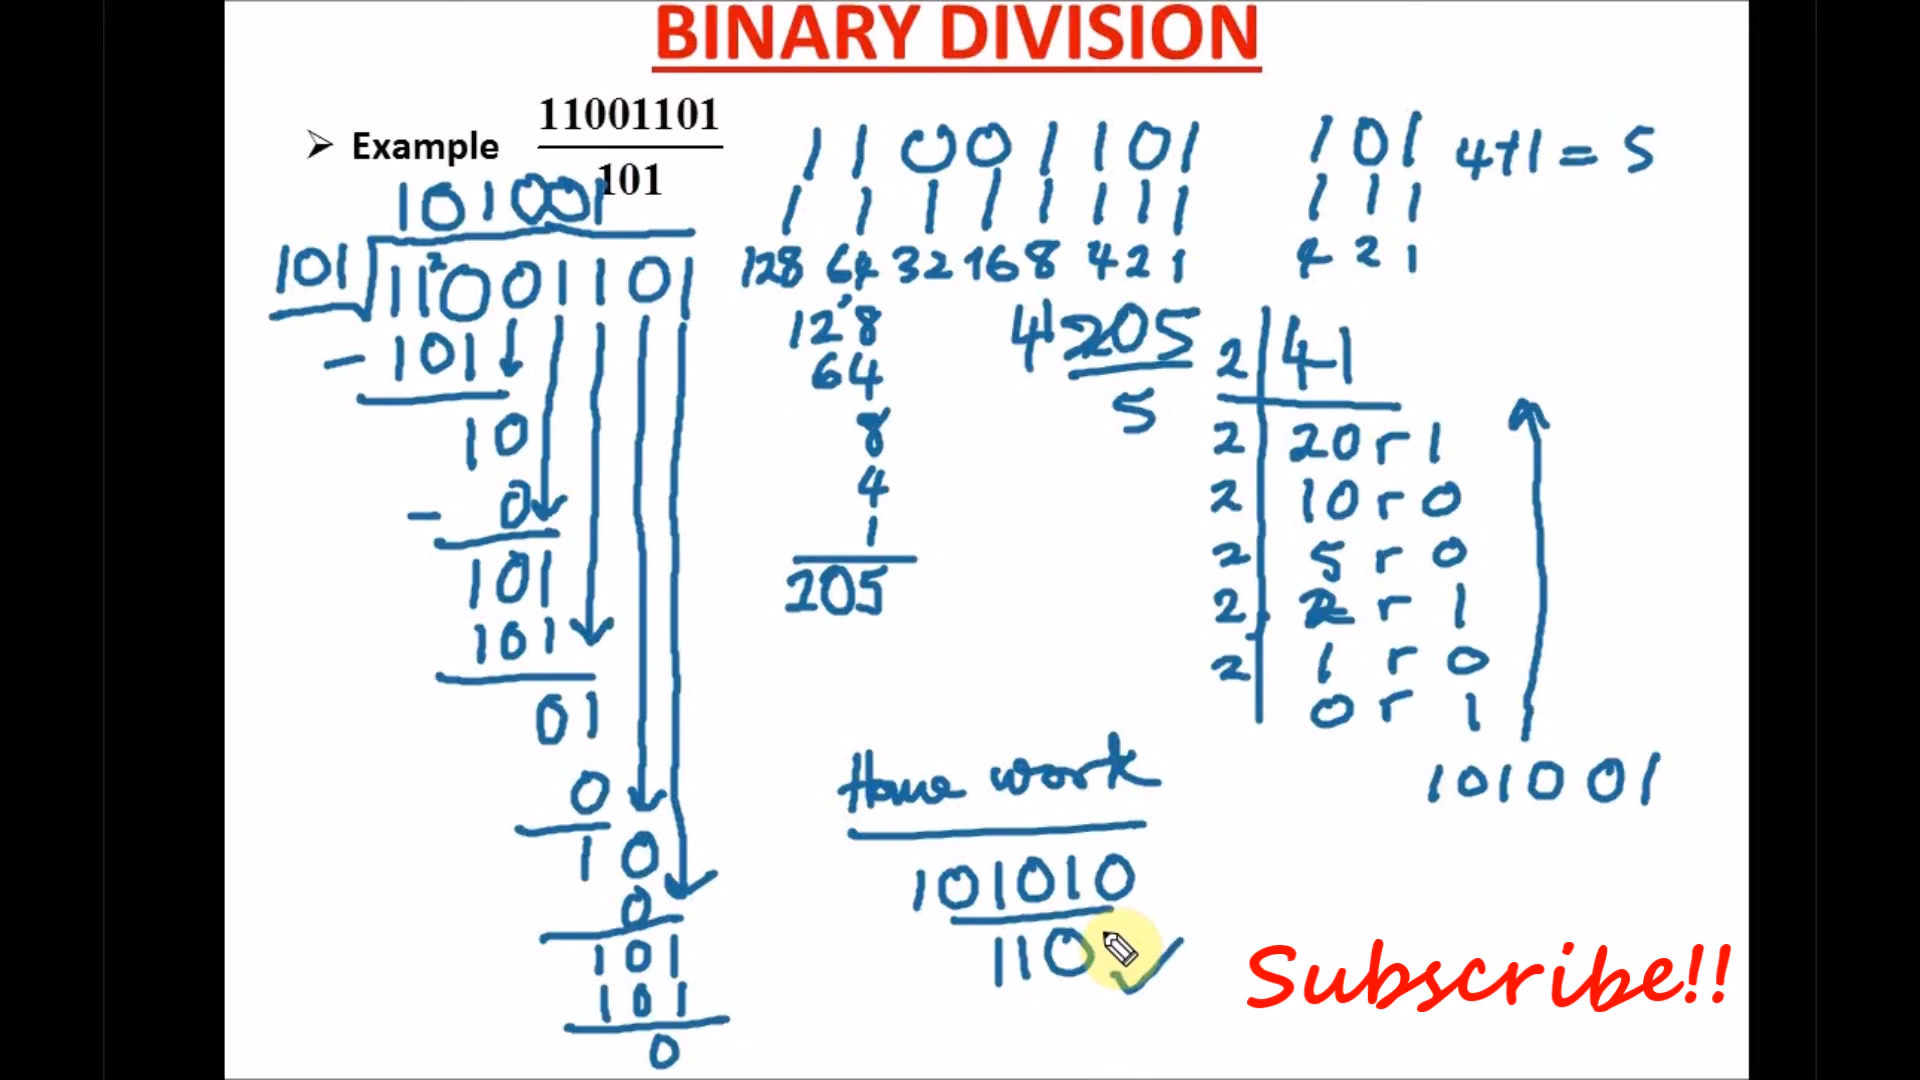 BINARY DIVISION
➢ Example 11001101
101
101001
101 11²001101
- 101
10
- 0
101
101
01
0
10
0
101
101
0
11001101
1 1 1 1 1 1 1 1
128 64 32 16 8 4 2 1
128
64
8
4
1
205
101 4+1 = 5
1 1 1
4 2 1
41 205
5
2 41
2 20 r 1
2 10 r 0
2 5 r 0
2 2 r 1
2 1 r 0
0 r 1
101001
Home work
101010
110
Subscribe!!